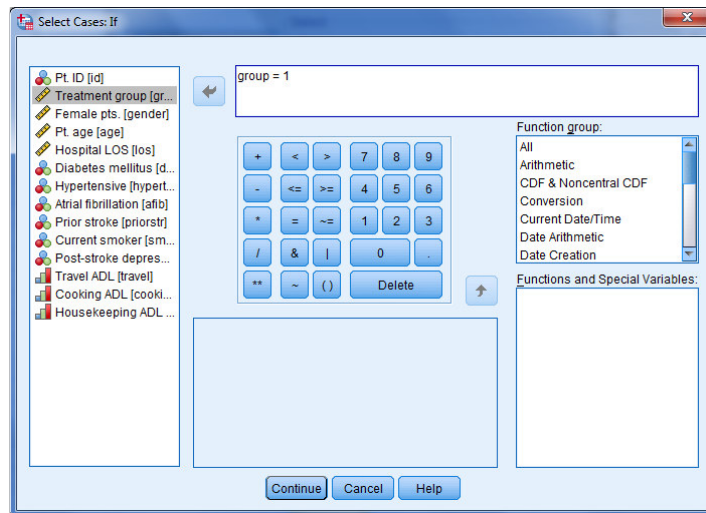 Select Cases: If
Pt. ID [id]
Treatment group [gr...
Female pts. [gender]
Pt. age [age]
Hospital LOS [los]
Diabetes mellitus [d...
Hypertensive [hypert...
Atrial fibrillation [afib]
Prior stroke [priorstr]
Current smoker [sm...
Post-stroke depres...
Travel ADL [travel]
Cooking ADL [cooki...
Housekeeping ADL ...
group = 1
+ < > 7 8 9
- <= >= 4 5 6
* = ~= 1 2 3
/ & | 0 .
** ~ ( ) Delete
Function group:
All
Arithmetic
CDF & Noncentral CDF
Conversion
Current Date/Time
Date Arithmetic
Date Creation
Functions and Special Variables:
Continue Cancel Help